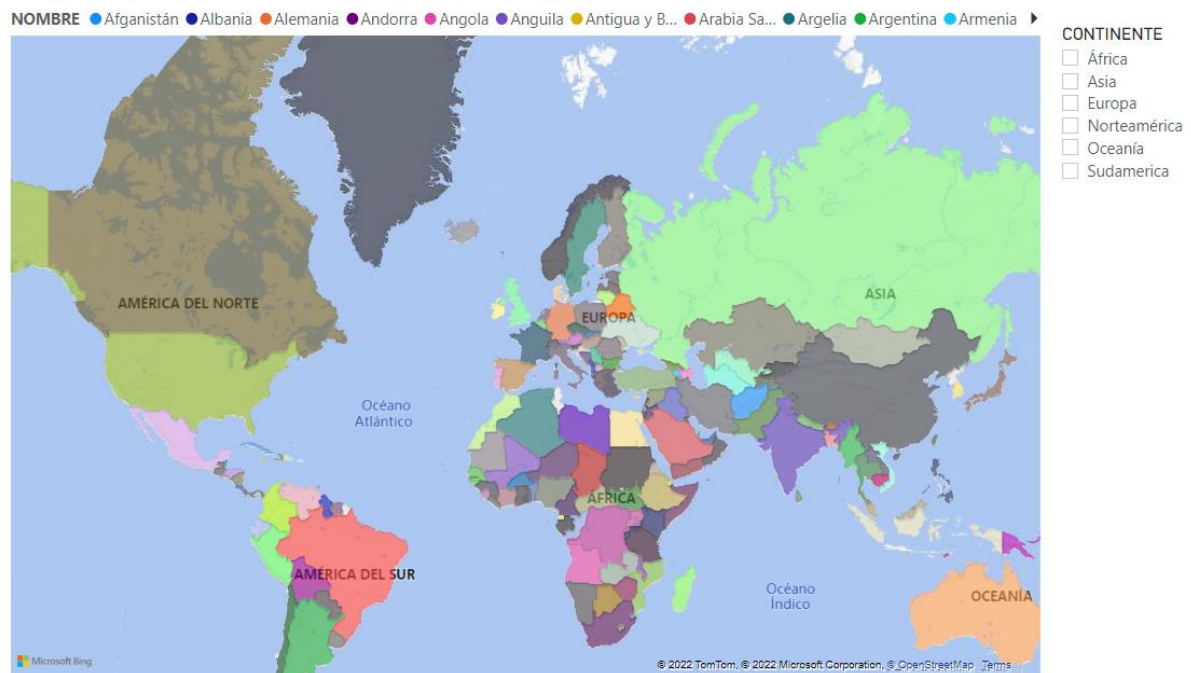 NOMBRE Afganistán Albania Alemania Andorra Angola Anguila Antigua y B... Arabia Sa... Argelia Argentina Armenia
CONTINENTE
África
Asia
Europa
Norteamérica
Oceanía
Sudamerica
AMÉRICA DEL NORTE
ASIA
EUROPA
Océano
Atlántico
ÁFRICA
AMÉRICA DEL SUR
Océano
Índico
OCEANÍA
Microsoft Bing
© 2022 TomTom, © 2022 Microsoft Corporation, © OpenStreetMap Terms